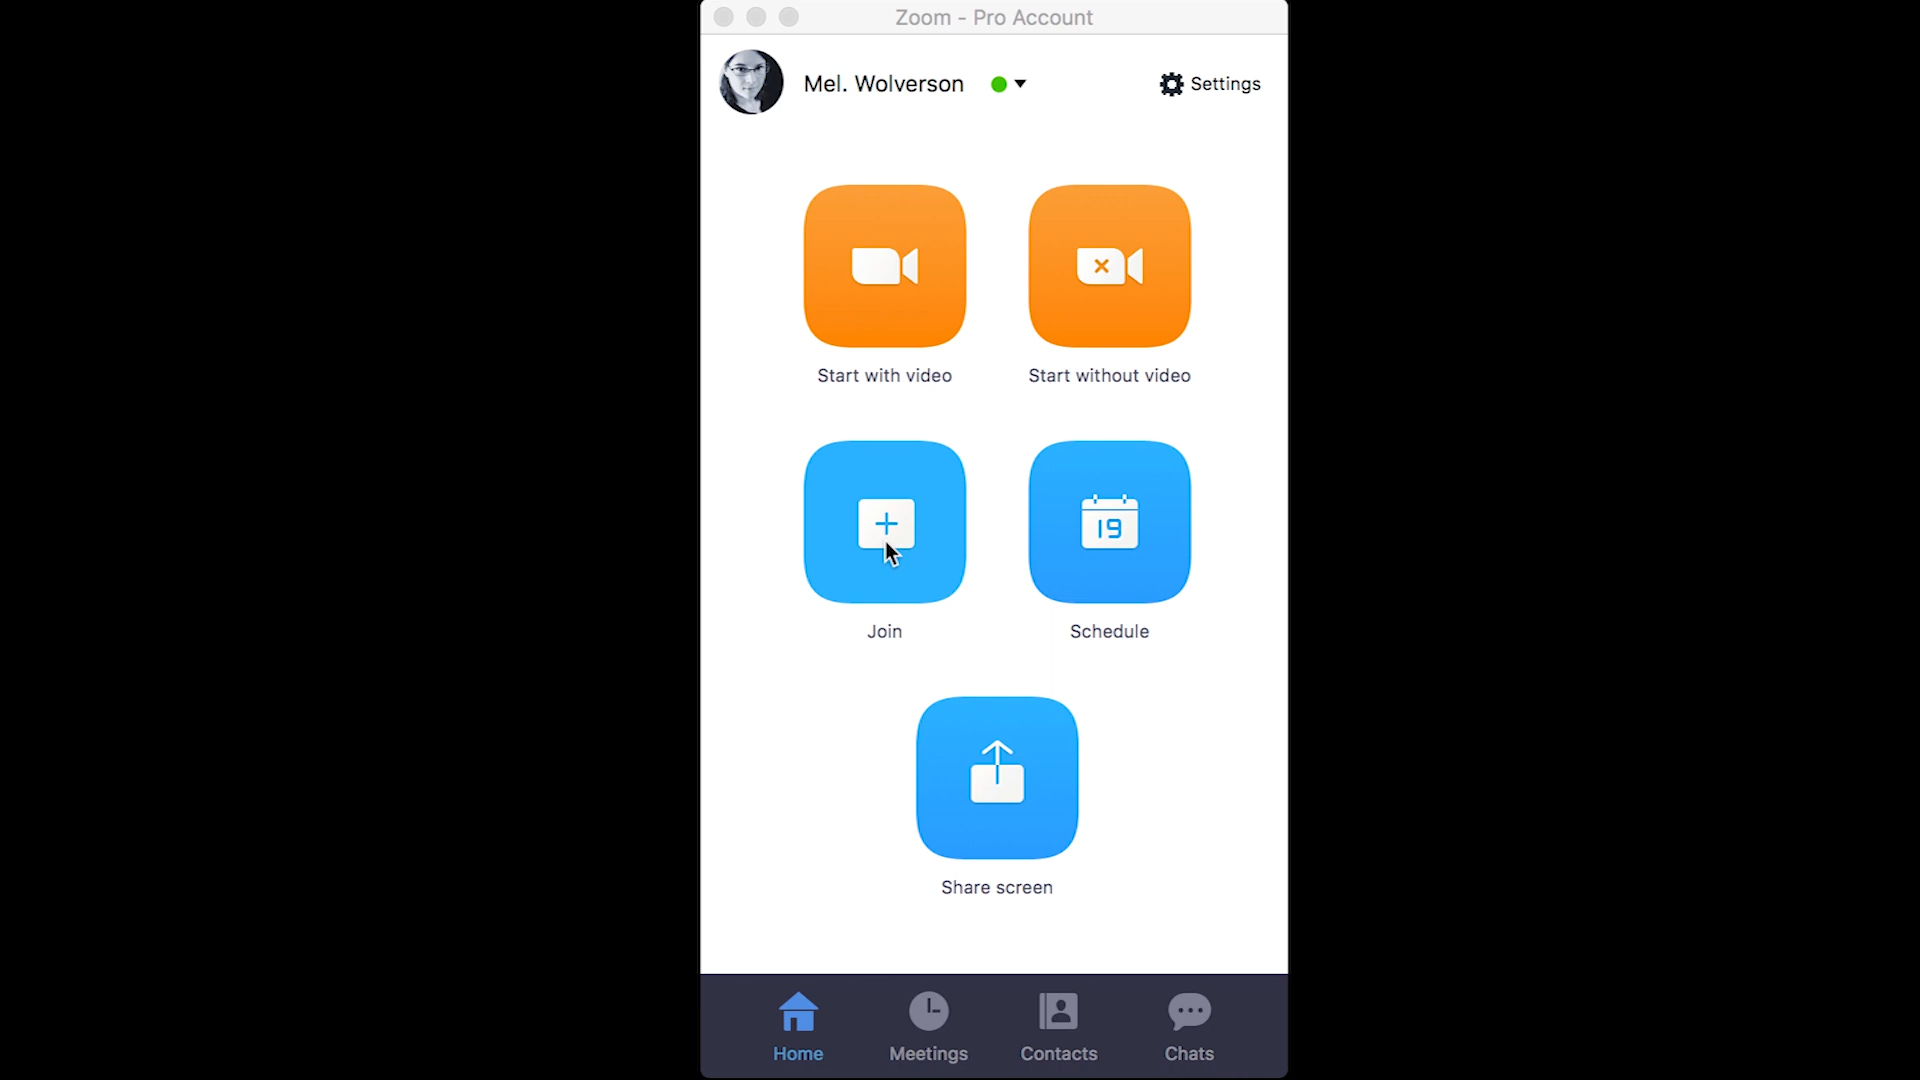 Zoom - Pro Account
Mel. Wolverson
Settings
Start with video
Start without video
19
Join
Schedule
Share screen
Home
Meetings
Contacts
Chats